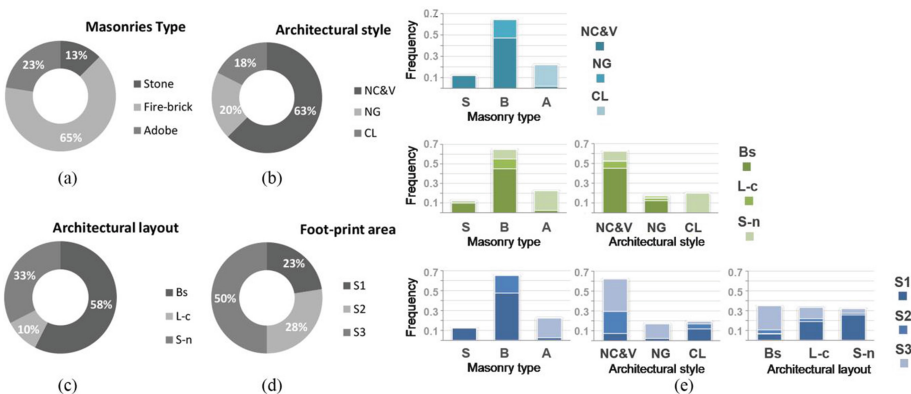 Masonries Type
13%
23%
65%
Stone
Fire-brick
Adobe
(a)
Architectural style
18%
20%
63%
NC&V
NG
CL
(b)
Architectural layout
33%
10%
58%
Bs
L-c
S-n
(c)
Foot-print area
23%
50%
28%
S1
S2
S3
(d)
Frequency
0.7
0.5
0.3
0.1
S B A
Masonry type
NC&V
NG
CL
Frequency
0.7
0.5
0.3
0.1
S B A
Masonry type
0.7
0.5
0.3
0.1
NC&V NG CL
Architectural style
Bs
L-c
S-n
Frequency
0.7
0.5
0.3
0.1
S B A
Masonry type
0.7
0.5
0.3
0.1
NC&V NG CL
Architectural style
0.7
0.5
0.3
0.1
Bs L-c S-n
Architectural layout
S1
S2
S3
(e)